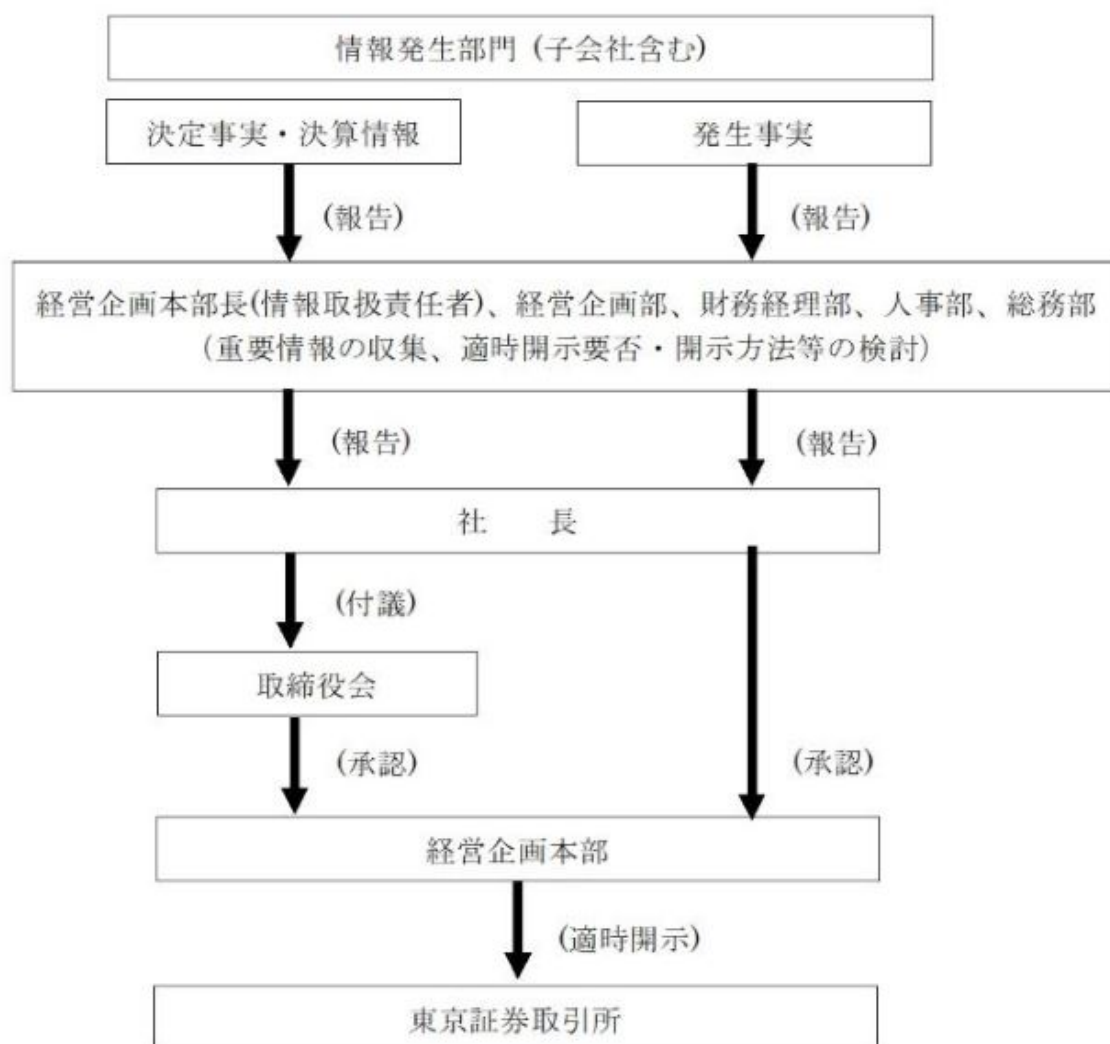 情報発生部門 (子会社含む)
決定事実・決算情報
発生事実
(報告)
(報告)
経営企画本部長(情報取扱責任者)、経営企画部、財務経理部、人事部、総務部
(重要情報の収集、適時開示要否・開示方法等の検討)
(報告)
(報告)
社　　長
(付議)
取締役会
(承認)
(承認)
経営企画本部
(適時開示)
東京証券取引所